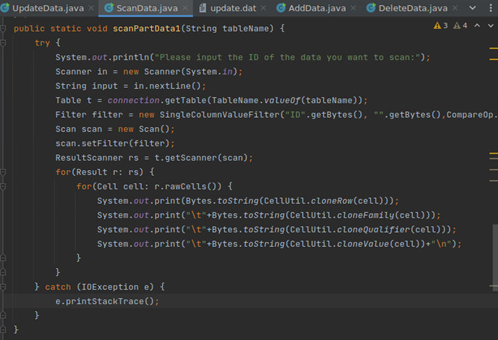 UpdateData.java ScanData.java update.dat AddData.java DeleteData.java
public static void scanPartData1(String tableName) { 3 4
try {
System.out.println("Please input the ID of the data you want to scan:");
Scanner in = new Scanner(System.in);
String input = in.nextLine();
Table t = connection.getTable(TableName.valueOf(tableName));
Filter filter = new SingleColumnValueFilter("ID".getBytes(), "".getBytes(),CompareOp.
Scan scan = new Scan();
scan.setFilter(filter);
ResultScanner rs = t.getScanner(scan);
for(Result r: rs) {
for(Cell cell: r.rawCells()) {
System.out.print(Bytes.toString(CellUtil.cloneRow(cell)));
System.out.print("\t"+Bytes.toString(CellUtil.cloneFamily(cell)));
System.out.print("\t"+Bytes.toString(CellUtil.cloneQualifier(cell)));
System.out.print("\t"+Bytes.toString(CellUtil.cloneValue(cell))+"\n");
}
}
} catch (IOException e) {
e.printStackTrace();
}
}